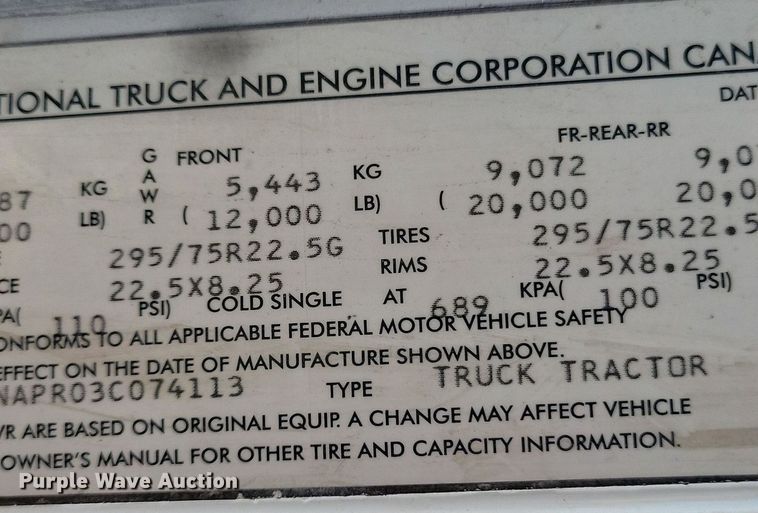 TIONAL TRUCK AND ENGINE CORPORATION CAN
DAT
G A W R FRONT FR-REAR-RR
87 KG 5,443 KG 9,072 9,0
00 LB) ( 12,000 LB) ( 20,000 20,0
295/75R22.5G TIRES 295/75R22.5
CE 22.5X8.25 RIMS 22.5X8.25
PA( 110 PSI) COLD SINGLE AT 689 KPA( 100 PSI)
ONFORMS TO ALL APPLICABLE FEDERAL MOTOR VEHICLE SAFETY
EFFECT ON THE DATE OF MANUFACTURE SHOWN ABOVE.
NAPR03C074113 TYPE TRUCK TRACTOR
VR ARE BASED ON ORIGINAL EQUIP. A CHANGE MAY AFFECT VEHICLE
OWNER'S MANUAL FOR OTHER TIRE AND CAPACITY INFORMATION.
Purple Wave Auction